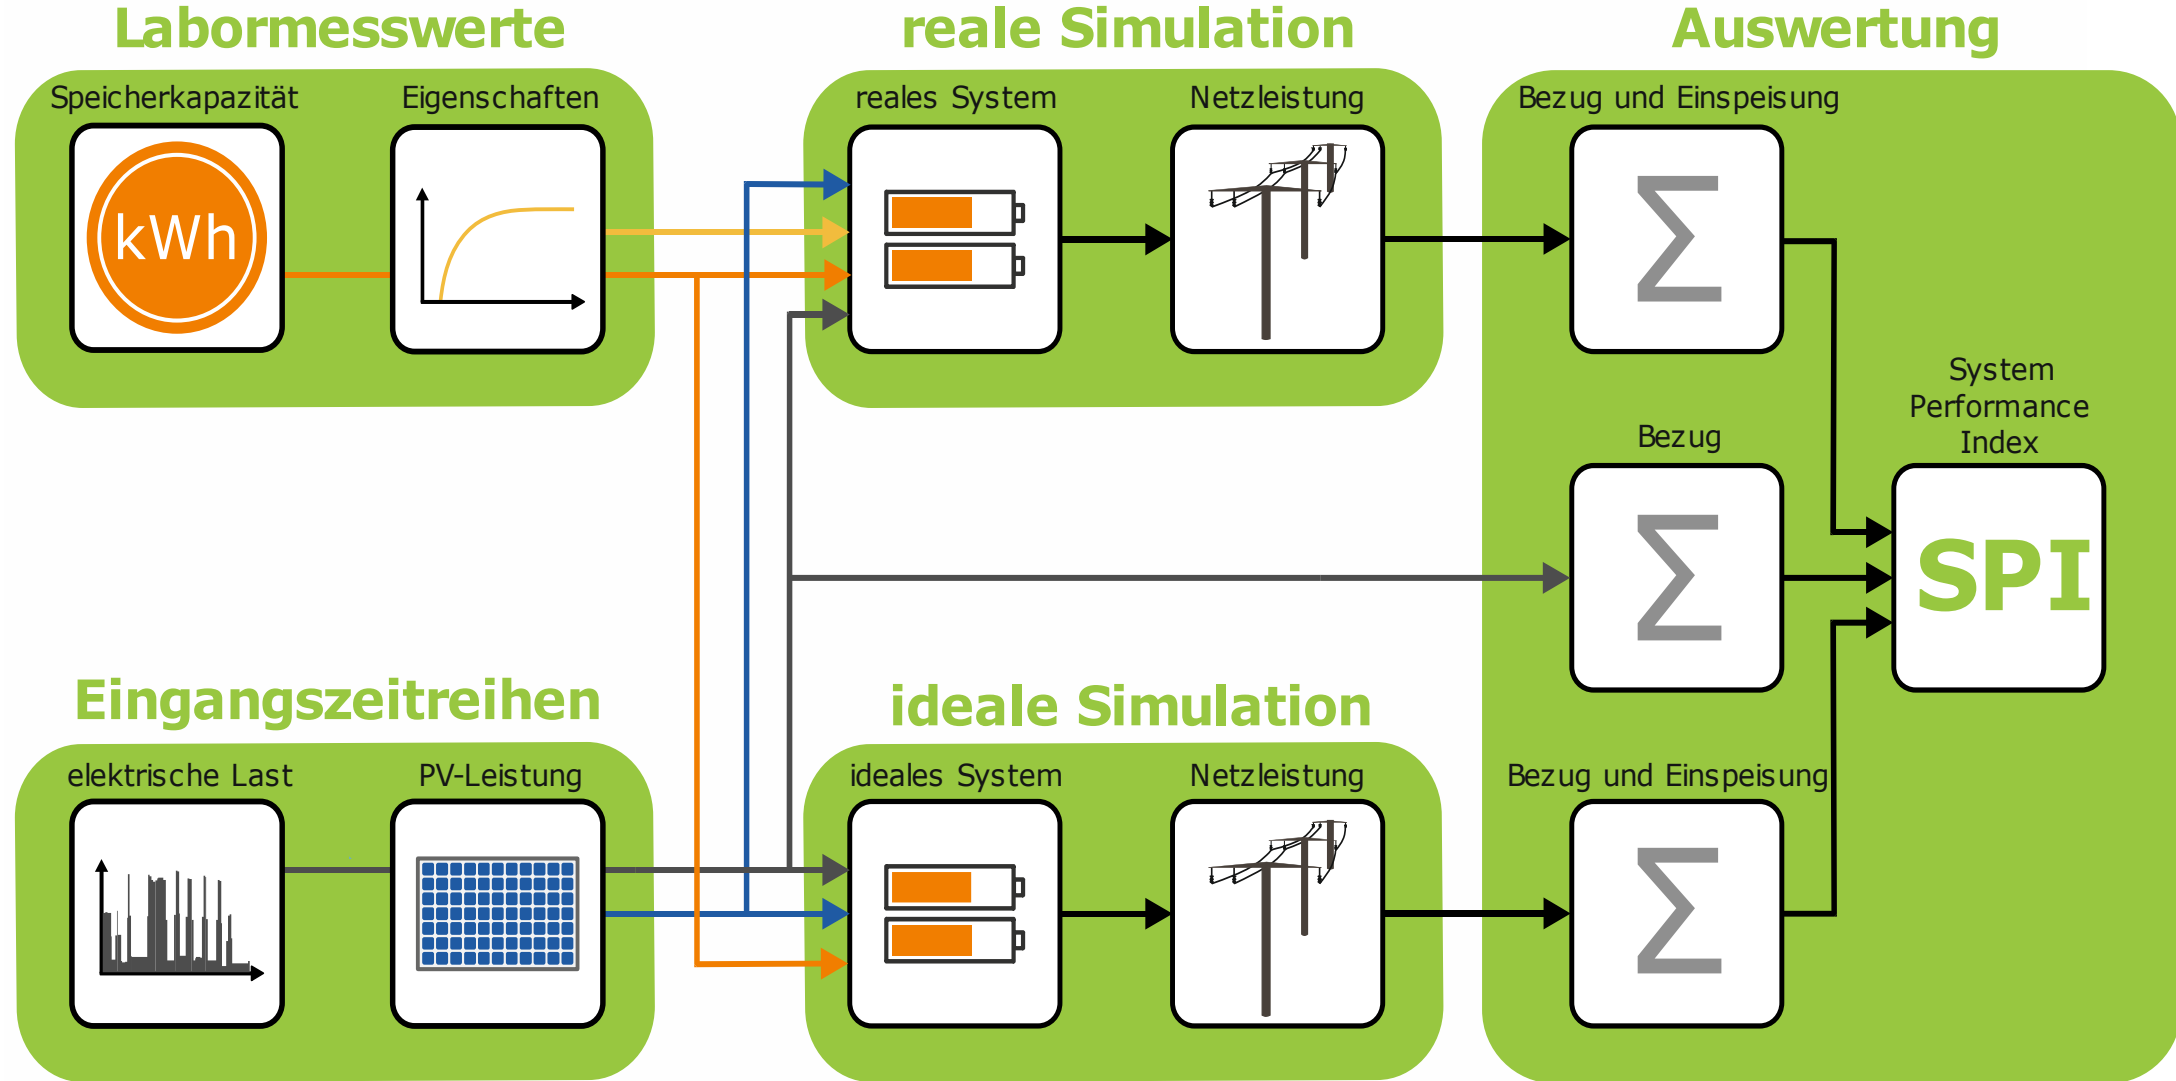 Labormesswerte
Speicherkapazität
Eigenschaften
kWh
reale Simulation
reales System
Netzleistung
Auswertung
Bezug und Einspeisung
Bezug
System
Performance
Index
SPI
Eingangszeitreihen
elektrische Last
PV-Leistung
ideale Simulation
ideales System
Netzleistung
Bezug und Einspeisung